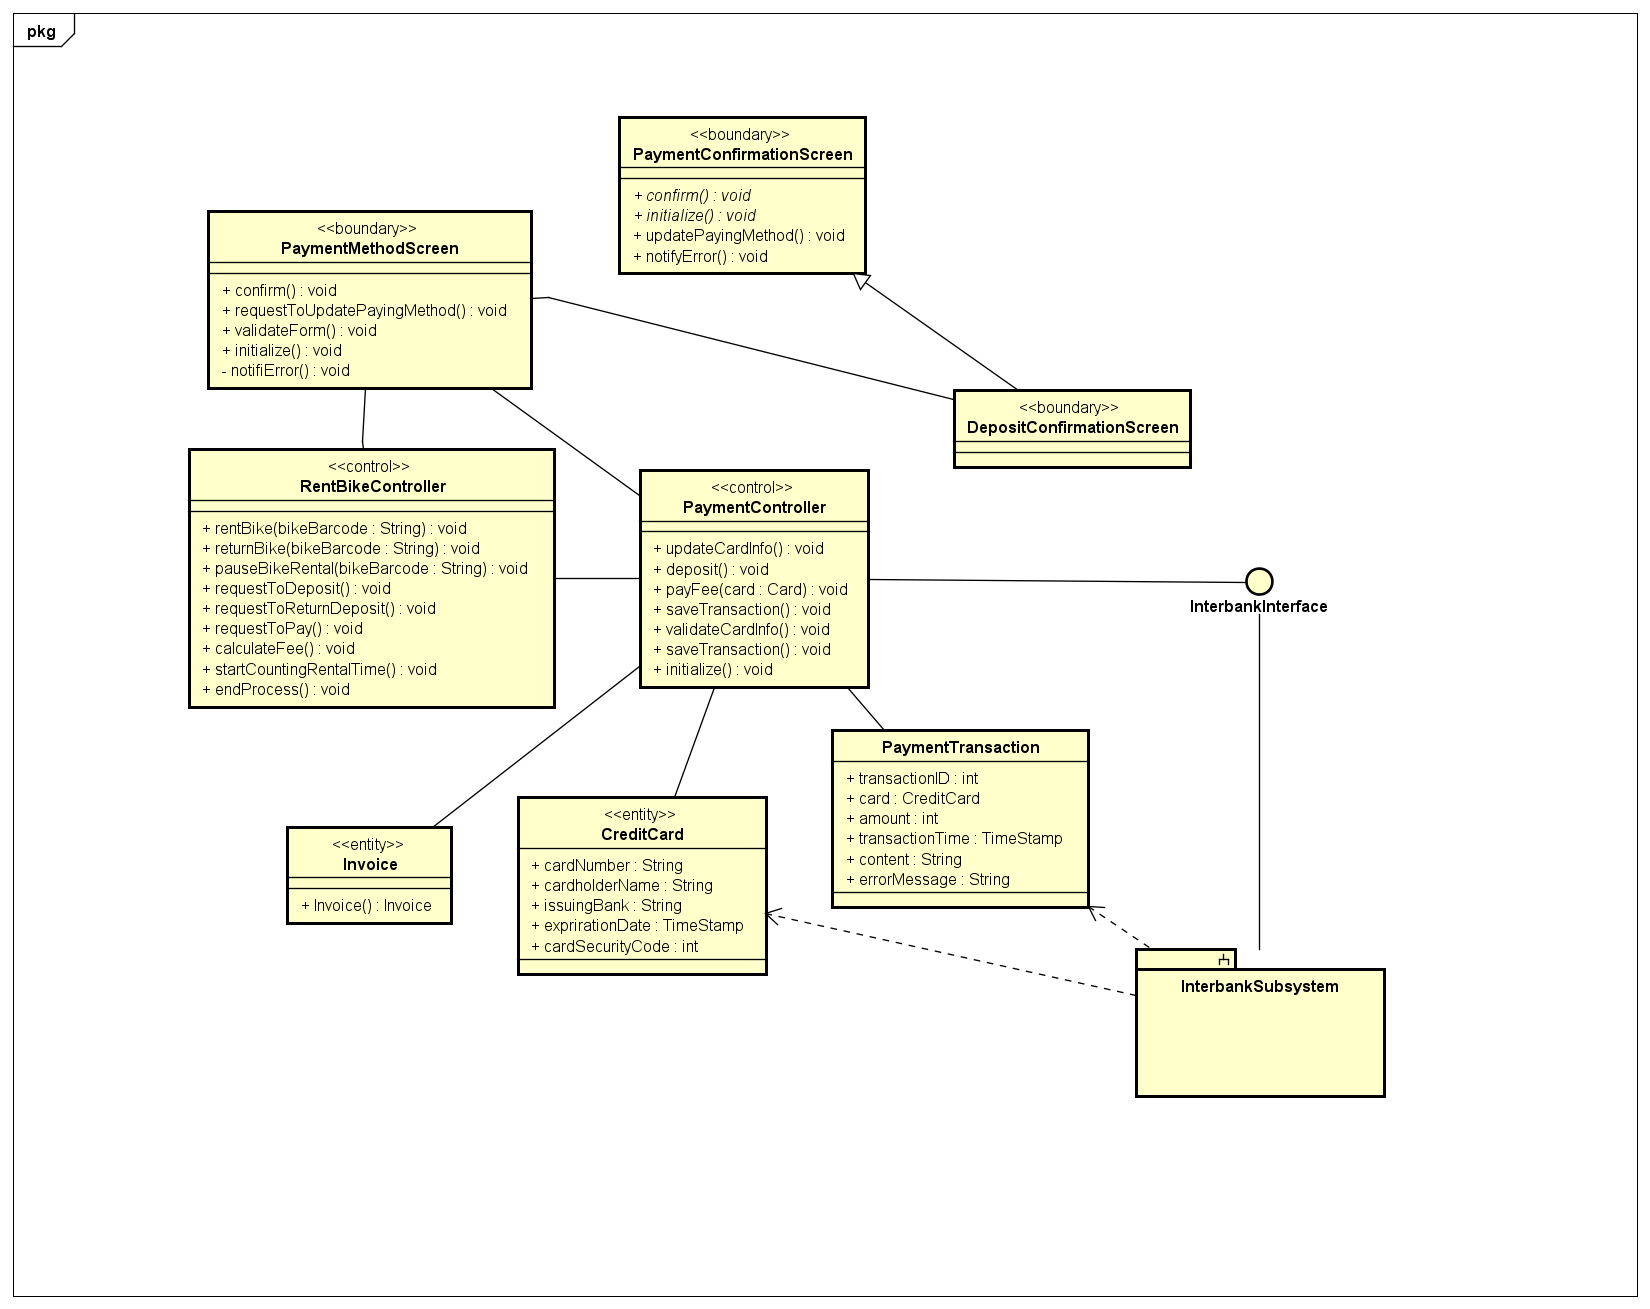 pkg
<<boundary>>
PaymentConfirmationScreen
+ confirm() : void
+ initialize() : void
+ updatePayingMethod() : void
+ notifyError() : void
<<boundary>>
PaymentMethodScreen
+ confirm() : void
+ requestToUpdatePayingMethod() : void
+ validateForm() : void
+ initialize() : void
- notifiError() : void
<<boundary>>
DepositConfirmationScreen
<<control>>
RentBikeController
+ rentBike(bikeBarcode : String) : void
+ returnBike(bikeBarcode : String) : void
+ pauseBikeRental(bikeBarcode : String) : void
+ requestToDeposit() : void
+ requestToReturnDeposit() : void
+ requestToPay() : void
+ calculateFee() : void
+ startCountingRentalTime() : void
+ endProcess() : void
<<control>>
PaymentController
+ updateCardInfo() : void
+ deposit() : void
+ payFee(card : Card) : void
+ saveTransaction() : void
+ validateCardInfo() : void
+ saveTransaction() : void
+ initialize() : void
InterbankInterface
PaymentTransaction
+ transactionID : int
+ card : CreditCard
+ amount : int
+ transactionTime : TimeStamp
+ content : String
+ errorMessage : String
<<entity>>
CreditCard
+ cardNumber : String
+ cardholderName : String
+ issuingBank : String
+ exprirationDate : TimeStamp
+ cardSecurityCode : int
<<entity>>
Invoice
+ Invoice() : Invoice
InterbankSubsystem